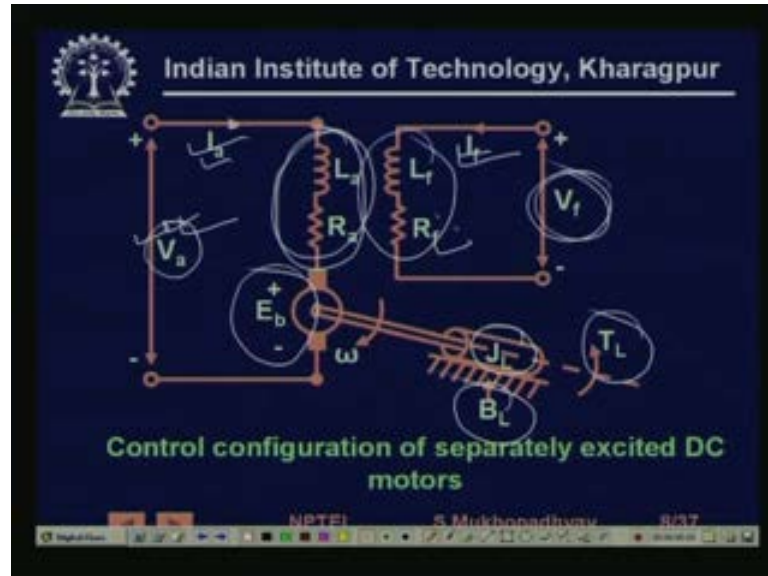 Indian Institute of Technology, Kharagpur
+ Ia If +
La Lf
Va Ra Rf Vf
- 
+
Eb
-
ω JL TL
- BL
Control configuration of separately excited DC
motors
NPTEL S.Mukhopadhyay 8/37